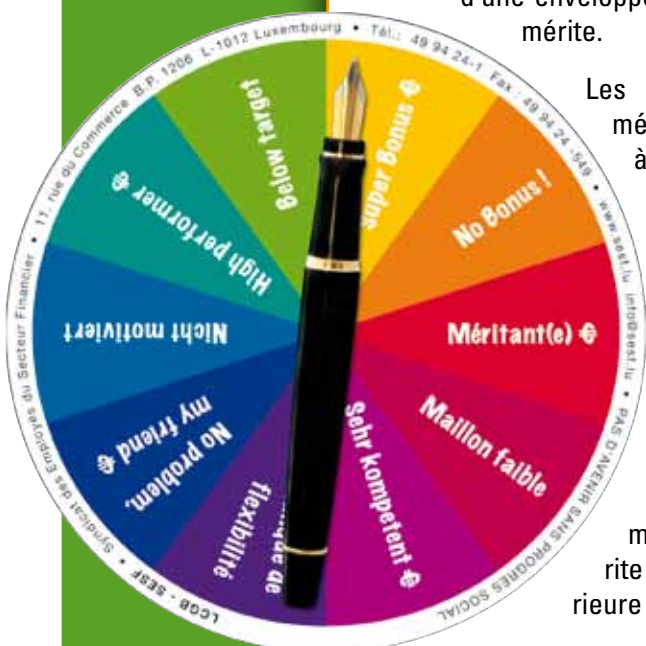 d'une enveloppe
mérite.
Les
mé
à
m
rite
rieure
LCGB - SESF • Syndicat des Employés du Secteur Financier • 11, rue du Commerce B.P. 1206 L-1012 Luxembourg • Tél.: 49 94 24-1 Fax: 49 94 24-549 • www.sesf.lu info@sesf.lu • PAS D'AVENIR SANS PROGRES SOCIAL
Super Bonus €
No Bonus !
Méritant(e) €
Maillon faible
Sehr kompetent €
de
flexibilité
No problem,
my friend €
Nicht motiviert
High performer €
Below target